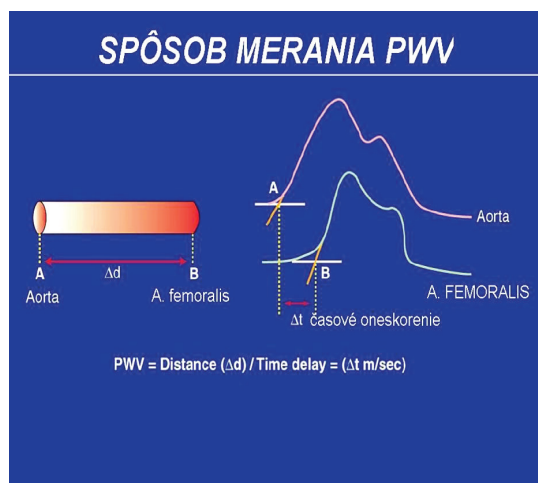 SPÔSOB MERANIA PWV
A
Aorta
A
Δd
B
B
Aorta
A. femoralis
A. FEMORALIS
Δt časové oneskorenie
PWV = Distance (Δd) / Time delay = (Δt m/sec)